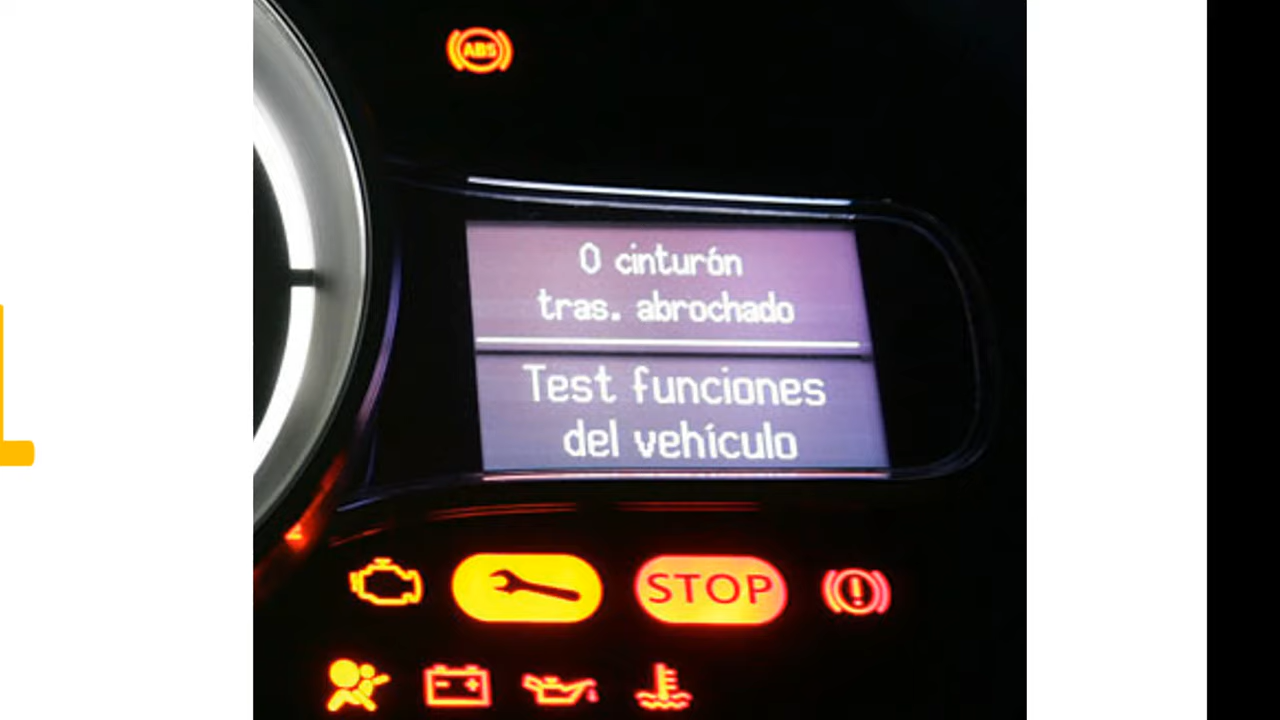 ABS
0 cinturón
tras. abrochado
Test funciones
del vehículo
STOP